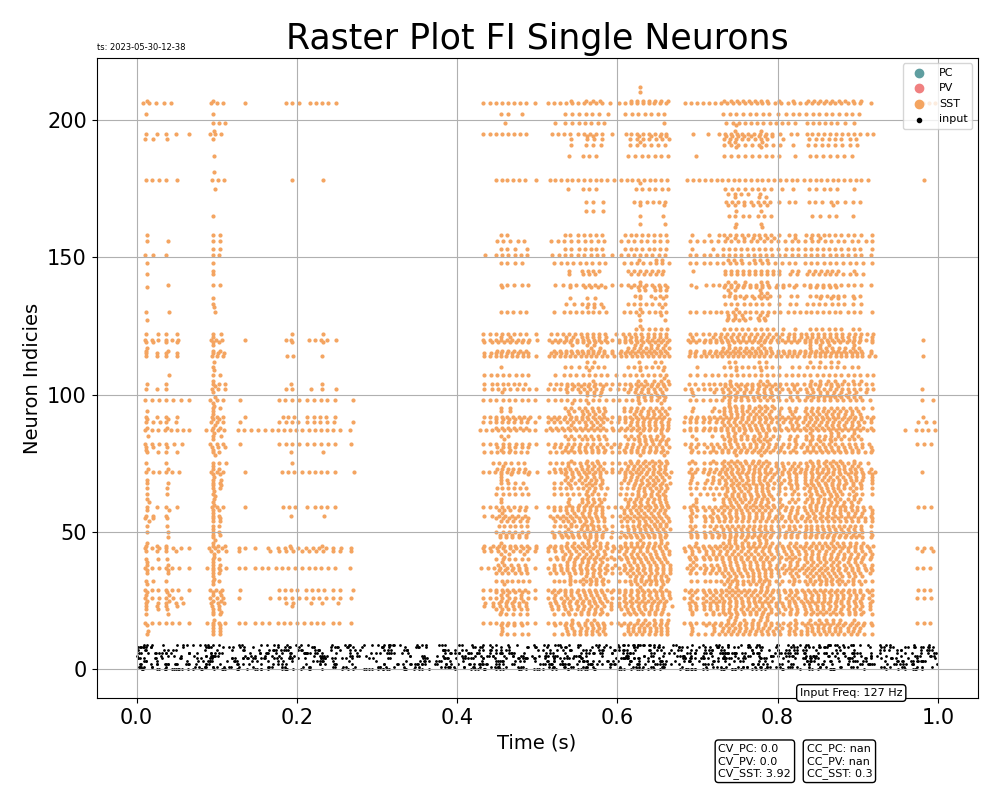 Raster Plot FI Single Neurons
ts: 2023-05-30-12-38
PC
PV
SST
input
200
150
100
50
0
Neuron Indicies
0.0 0.2 0.4 0.6 0.8 1.0
Time (s)
Input Freq: 127 Hz
CV_PC: 0.0
CV_PV: 0.0
CV_SST: 3.92
CC_PC: nan
CC_PV: nan
CC_SST: 0.3